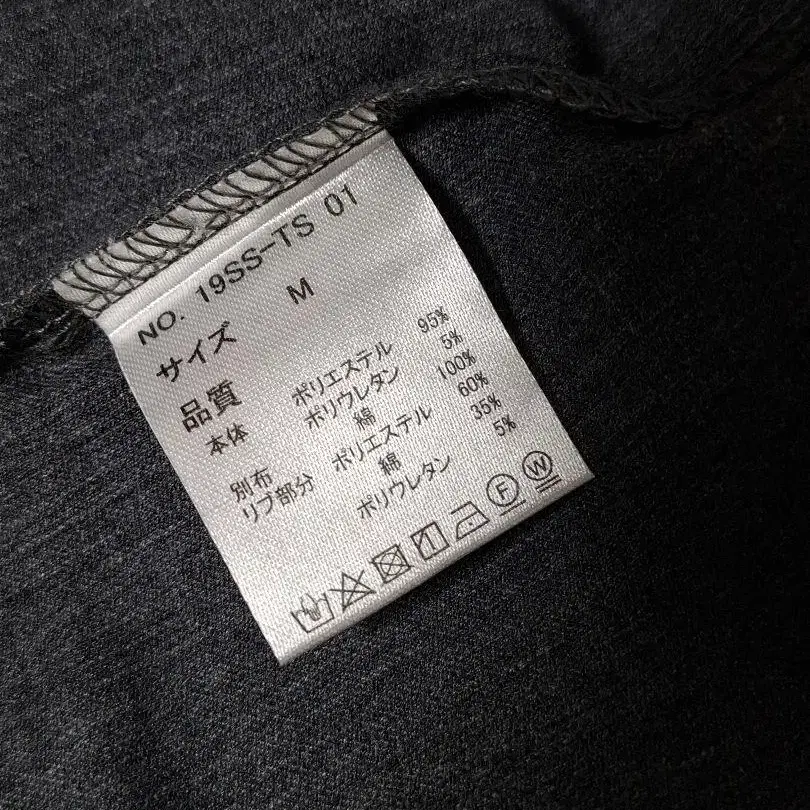 NO. 19SS-TS 01
サイズ M
品質
本体 ポリエステル 95%
ポリウレタン 5%
別布 綿 100%
リブ部分 ポリエステル 60%
綿 35%
ポリウレタン 5%
F W